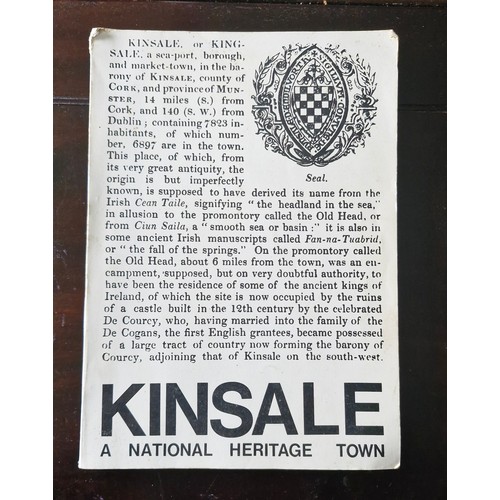 KINSALE, or KING-
SALE, a sea-port, borough,
and market-town, in the ba-
rony of KINSALE, county of
CORK, and province of MUN-
STER, 14 miles (S.) from
Cork, and 140 (S. W.) from
Dublin; containing 7823 in-
habitants, of which num-
ber, 6897 are in the town.
This place, of which, from
its very great antiquity, the
origin is but imperfectly
known, is supposed to have derived its name from the
Irish Cean Taile, signifying "the headland in the sea,"
in allusion to the promontory called the Old Head, or
from Ciun Saila, a "smooth sea or basin:" it is also in
some ancient Irish manuscripts called Fan-na-Tuabrid,
or "the fall of the springs." On the promontory called
the Old Head, about 6 miles from the town, was an en-
campment, supposed, but on very doubtful authority, to
have been the residence of some of the ancient kings of
Ireland, of which the site is now occupied by the ruins
of a castle built in the 12th century by the celebrated
De Courcy, who, having married into the family of the
De Cogans, the first English grantees, became possessed
of a large tract of country now forming the barony of
Courcy, adjoining that of Kinsale on the south-west.
Seal.
KINSALE
A NATIONAL HERITAGE TOWN